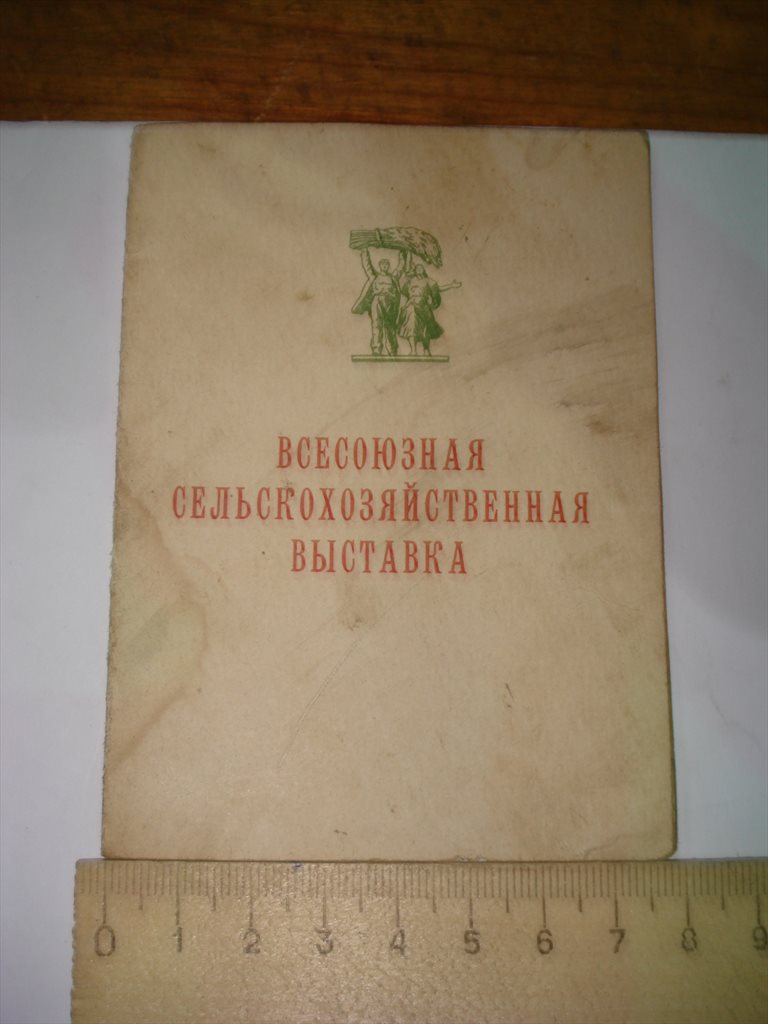 ВСЕСОЮЗНАЯ
СЕЛЬСКОХОЗЯЙСТВЕННАЯ
ВЫСТАВКА
0 1 2 3 4 5 6 7 8 9